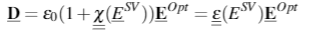 D = ε₀(1+χ(E^SV))E^Opt = ε(E^SV)E^Opt